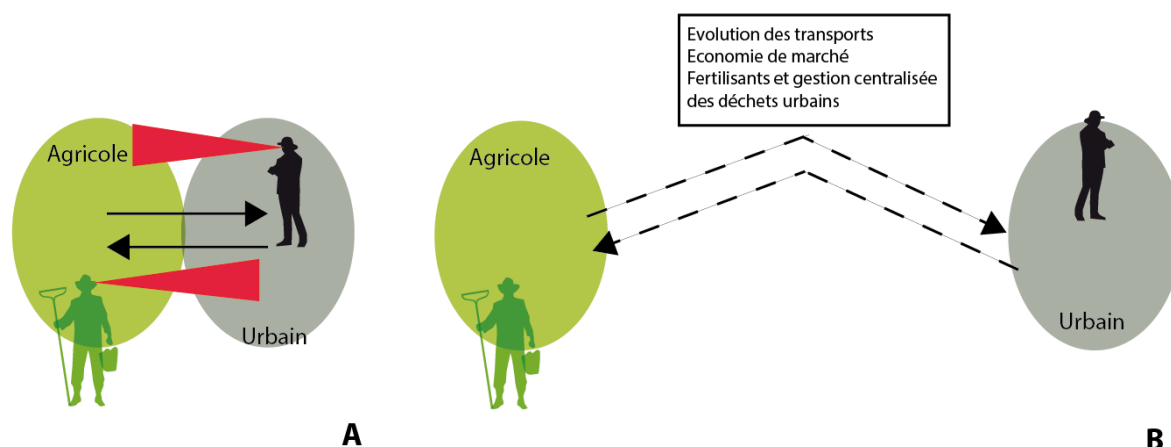 Agricole
Urbain
A
Evolution des transports
Economie de marché
Fertilisants et gestion centralisée
des déchets urbains
Agricole
Urbain
B